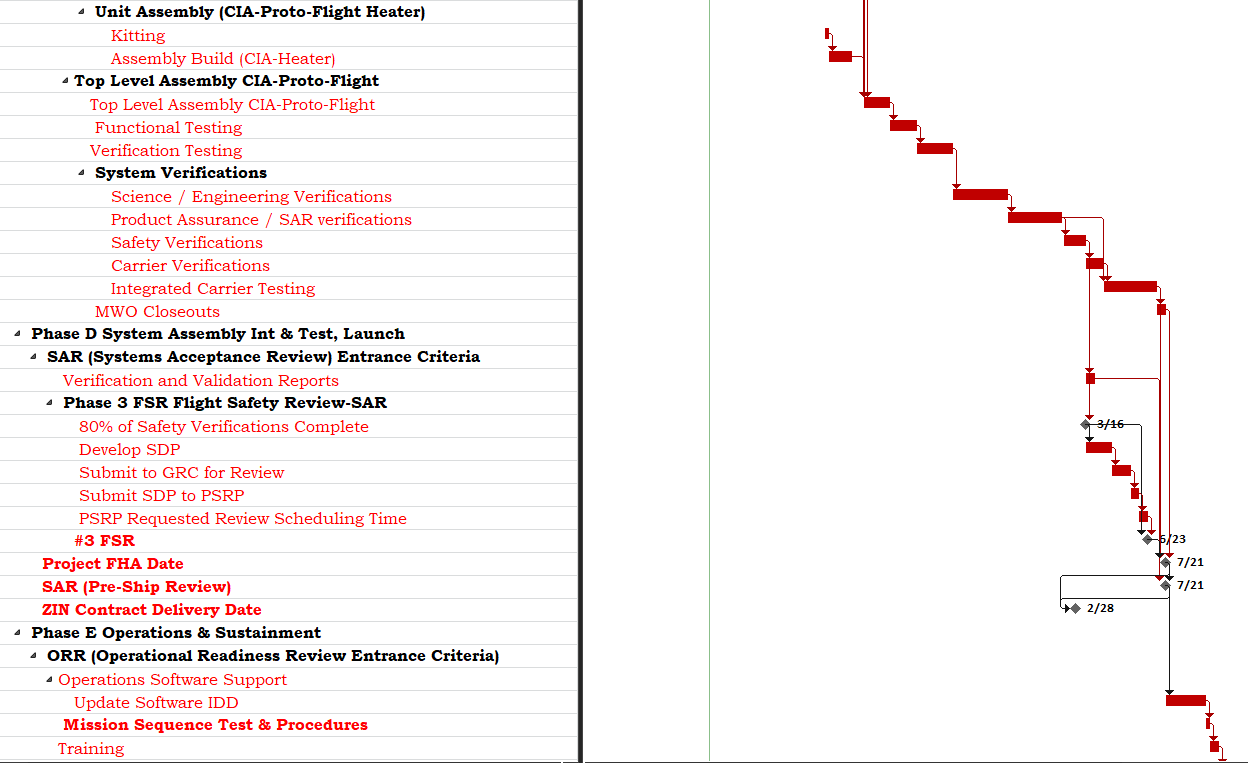 Unit Assembly (CIA-Proto-Flight Heater)
Kitting
Assembly Build (CIA-Heater)
Top Level Assembly CIA-Proto-Flight
Top Level Assembly CIA-Proto-Flight
Functional Testing
Verification Testing
System Verifications
Science / Engineering Verifications
Product Assurance / SAR verifications
Safety Verifications
Carrier Verifications
Integrated Carrier Testing
MWO Closeouts
Phase D System Assembly Int & Test, Launch
SAR (Systems Acceptance Review) Entrance Criteria
Verification and Validation Reports
Phase 3 FSR Flight Safety Review-SAR
80% of Safety Verifications Complete 3/16
Develop SDP
Submit to GRC for Review
Submit SDP to PSRP
PSRP Requested Review Scheduling Time
#3 FSR 6/23
Project FHA Date 7/21
SAR (Pre-Ship Review) 7/21
ZIN Contract Delivery Date 2/28
Phase E Operations & Sustainment
ORR (Operational Readiness Review Entrance Criteria)
Operations Software Support
Update Software IDD
Mission Sequence Test & Procedures
Training